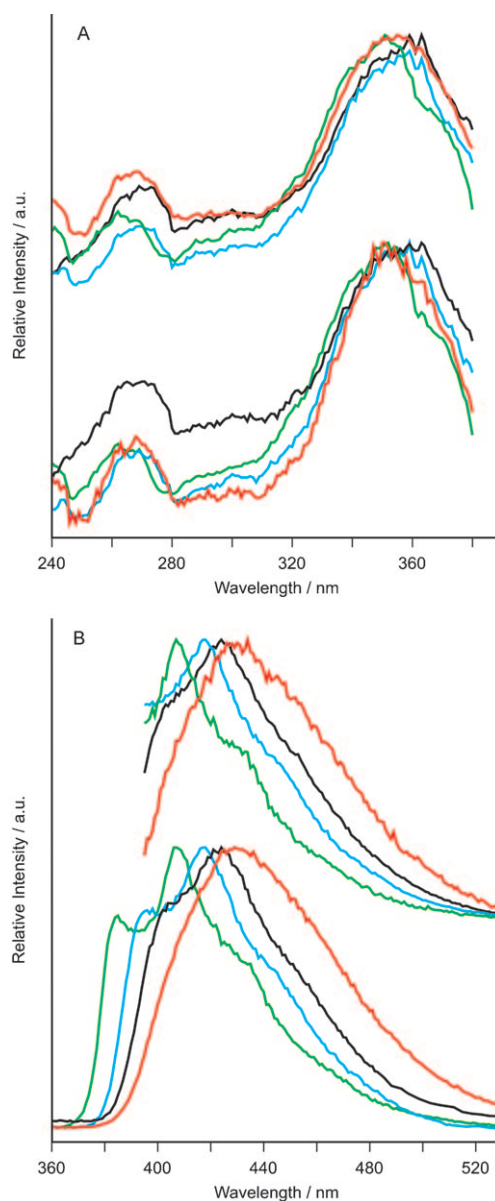 A
Relative Intensity / a.u.
240 280 320 360
Wavelength / nm
B
Relative Intensity / a.u.
360 400 440 480 520
Wavelength / nm